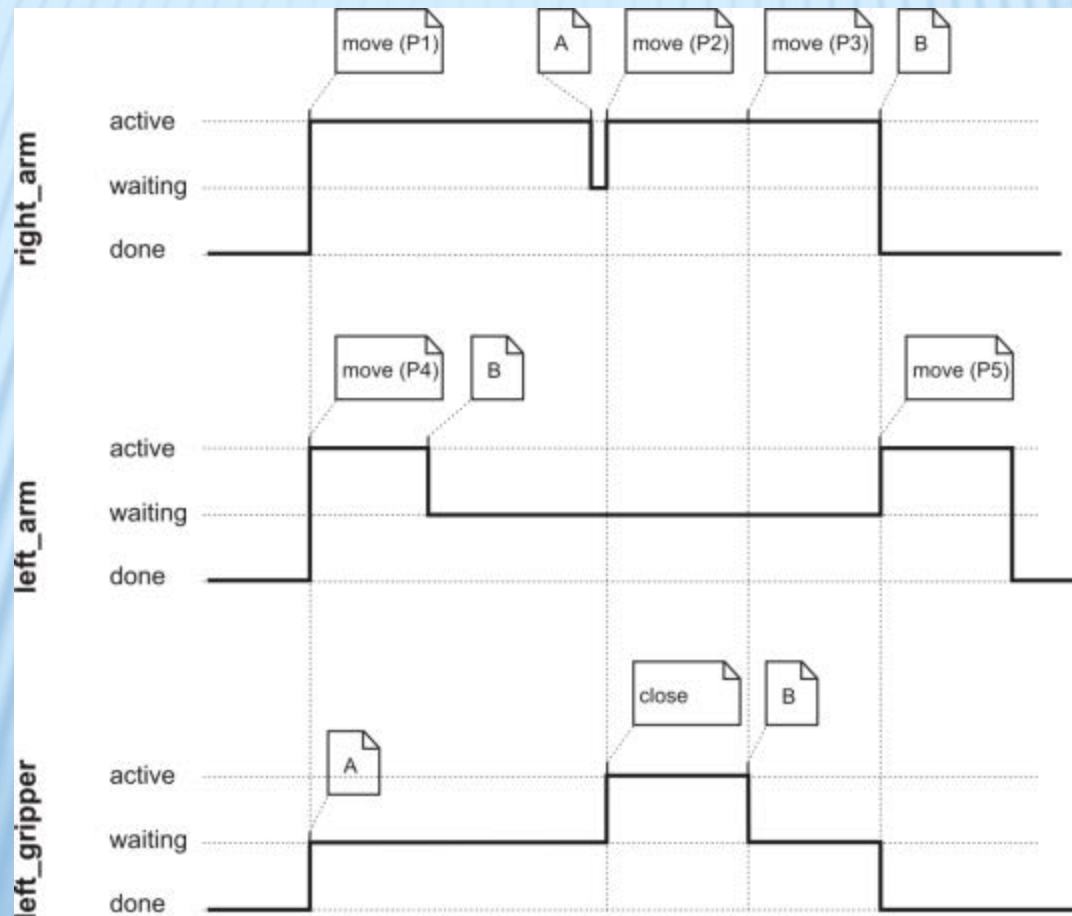 move (P1)
A
move (P2)
move (P3)
B
right_arm
active
waiting
done
move (P4)
B
move (P5)
left_arm
active
waiting
done
close
B
A
left_gripper
active
waiting
done